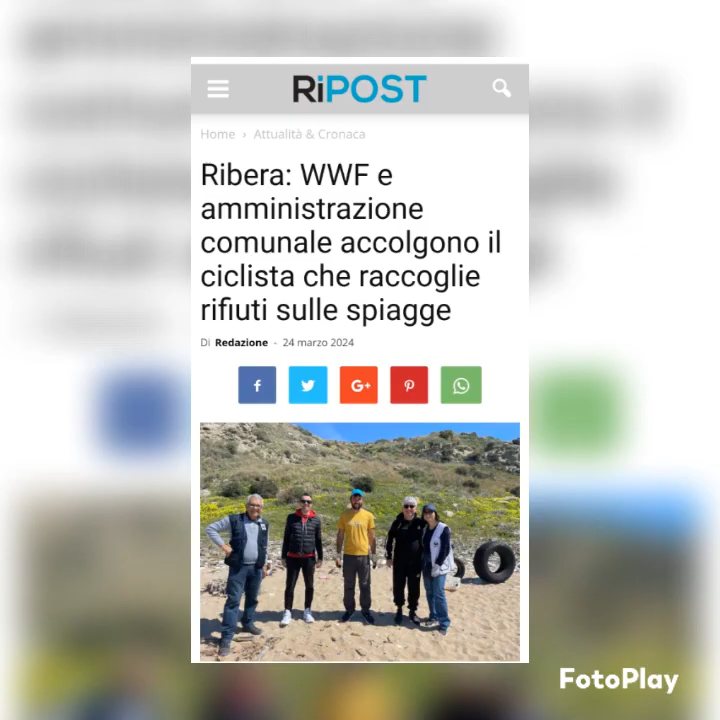 RiPOST
Home › Attualità & Cronaca
Ribera: WWF e
amministrazione
comunale accolgono il
ciclista che raccoglie
rifiuti sulle spiagge
Di Redazione - 24 marzo 2024
FotoPlay